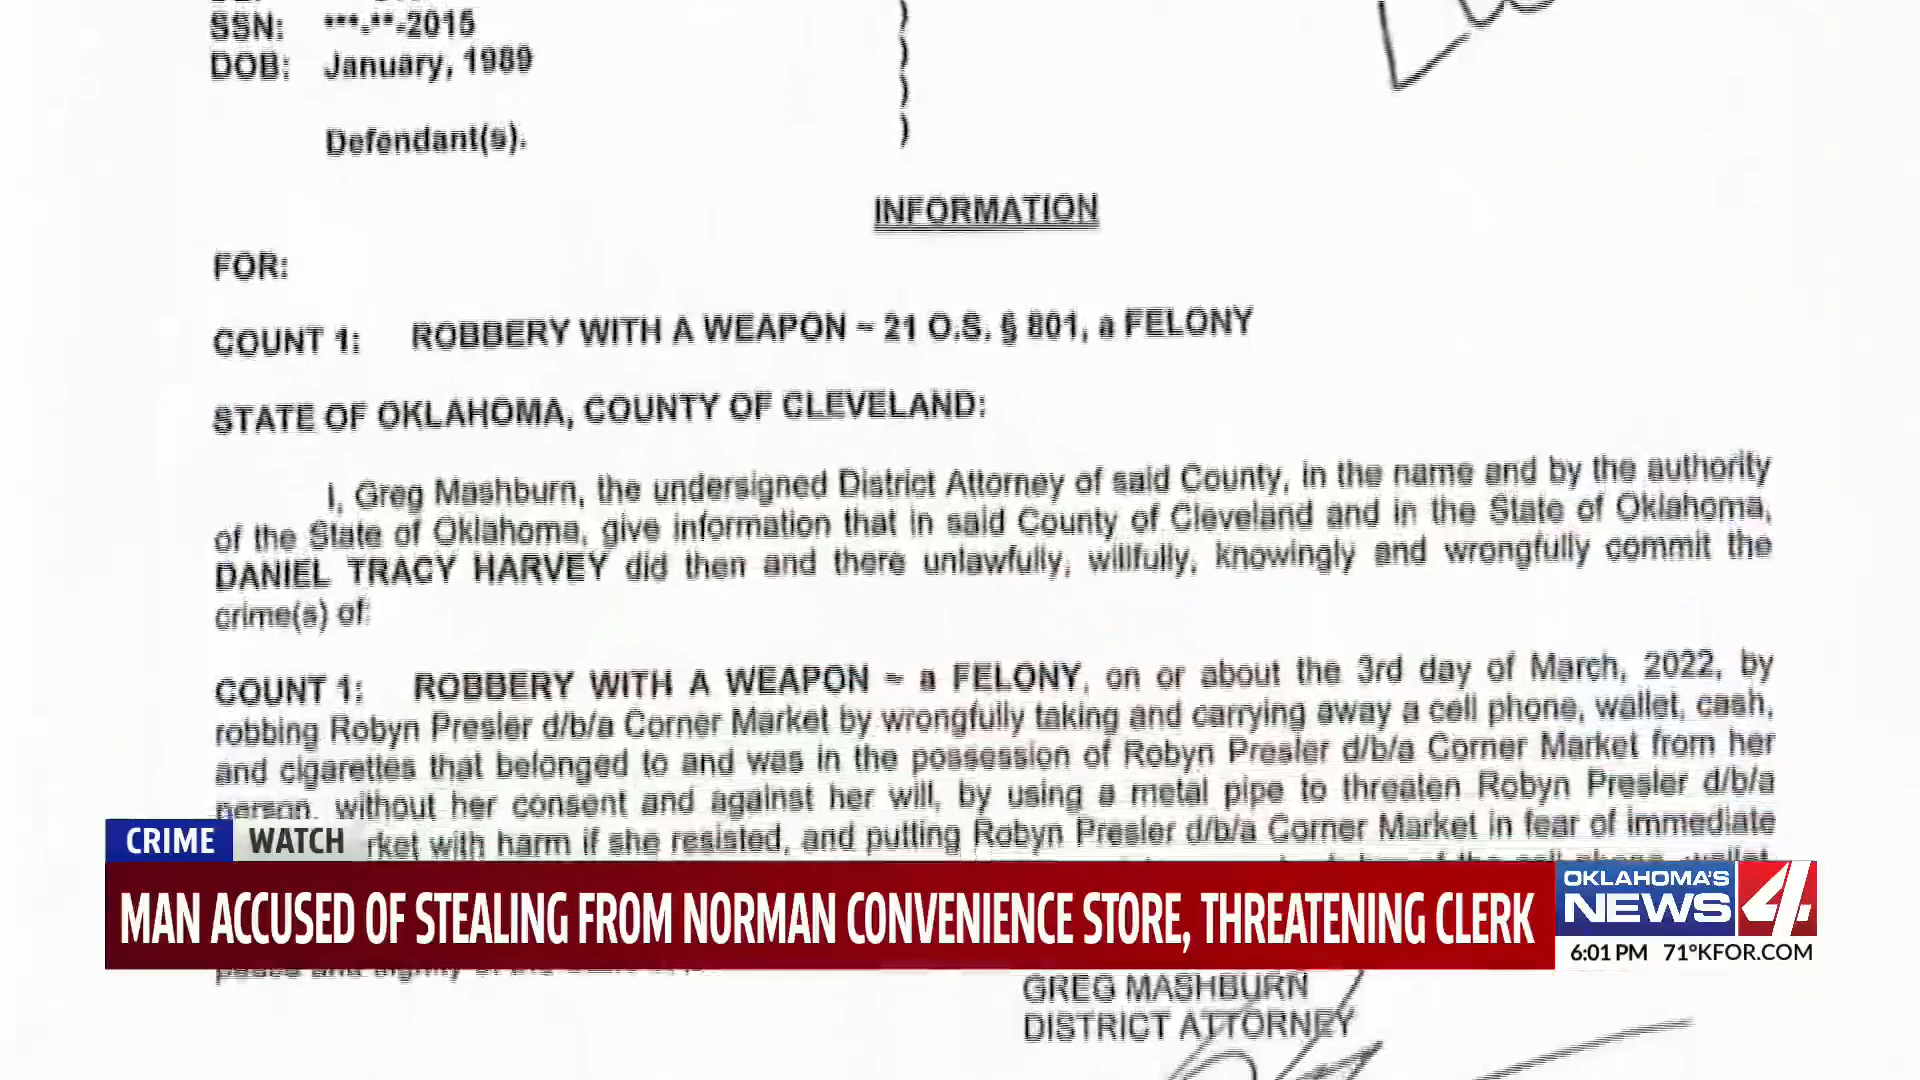 SSN: ***-**-2015
DOB: January, 1989
Defendant(s).
)
)
)
)
INFORMATION
FOR:
COUNT 1: ROBBERY WITH A WEAPON ~ 21 O.S. § 801, a FELONY
STATE OF OKLAHOMA, COUNTY OF CLEVELAND:
I, Greg Mashburn, the undersigned District Attorney of said County, in the name and by the authority
of the State of Oklahoma, give information that in said County of Cleveland and in the State of Oklahoma,
DANIEL TRACY HARVEY did then and there unlawfully, willfully, knowingly and wrongfully commit the
crime(s) of:
COUNT 1: ROBBERY WITH A WEAPON ~ a FELONY, on or about the 3rd day of March, 2022, by
robbing Robyn Presler d/b/a Corner Market by wrongfully taking and carrying away a cell phone, wallet, cash,
and cigarettes that belonged to and was in the possession of Robyn Presler d/b/a Corner Market from her
person, without her consent and against her will, by using a metal pipe to threaten Robyn Presler d/b/a
rket with harm if she resisted, and pulling Robyn Presler d/b/a Corner Market in fear of immediate
CRIME WATCH
MAN ACCUSED OF STEALING FROM NORMAN CONVENIENCE STORE, THREATENING CLERK
OKLAHOMA'S
NEWS 4
6:01 PM 71° KFOR.COM
GREG MASHBURN
DISTRICT ATTORNEY